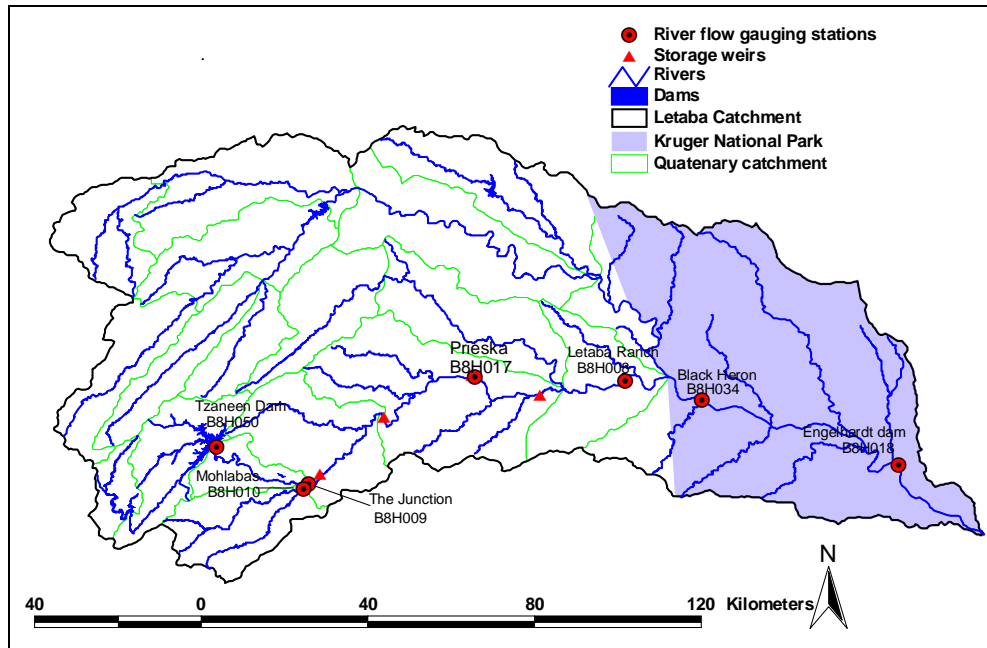 River flow gauging stations
Storage weirs
Rivers
Dams
Letaba Catchment
Kruger National Park
Quatenary catchment
Prieska
B8H017
Letaba Ranch
B8H008
Black Heron
B8H034
Tzaneen Dam
B8H050
Engelhardt dam
B8H018
Mohlabas
B8H010
The Junction
B8H009
N
40 0 40 80 120 Kilometers